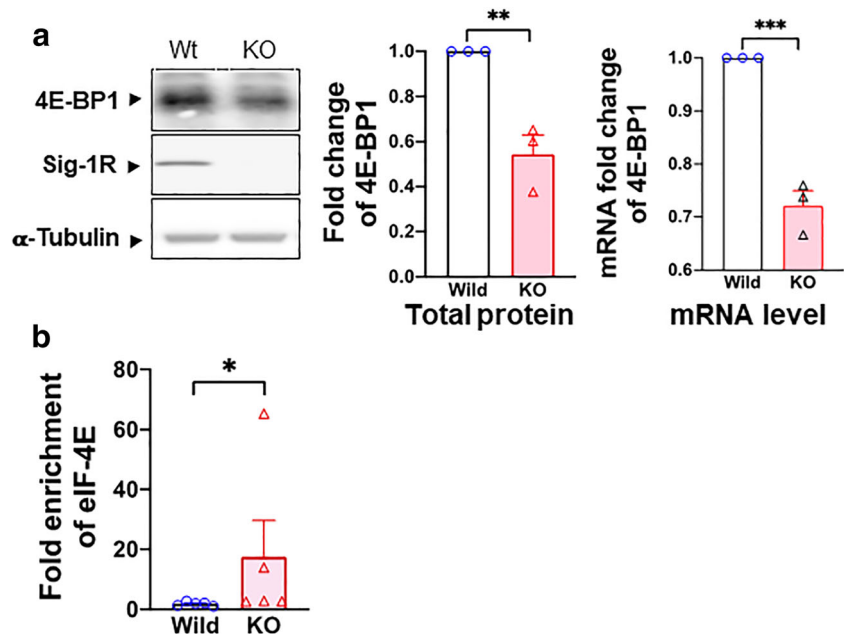 a
Wt KO
4E-BP1
Sig-1R
α-Tubulin
**
Fold change
of 4E-BP1
1.0
0.8
0.6
0.4
0.2
0.0
Wild KO
Total protein
***
mRNA fold change
of 4E-BP1
1.0
0.9
0.8
0.7
0.6
Wild KO
mRNA level
b
*
Fold enrichment
of eIF-4E
80
60
40
20
0
Wild KO